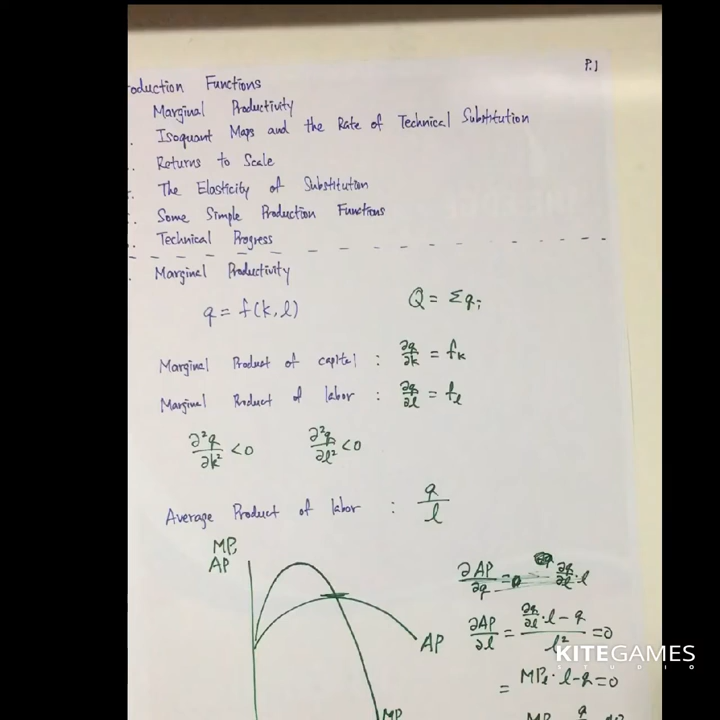 P.1
oduction Functions
Marginal Productivity
Isoquant Maps and the Rate of Technical Substitution
Returns to Scale
The Elasticity of Substitution
Some Simple Production Functions
Technical Progress
Marginal Productivity
q = f(k, l) Q = Σqᵢ
Marginal Product of capital : ∂q/∂k = fₖ
Marginal Product of labor : ∂q/∂l = fₗ
∂²q/∂k² < 0 ∂²q/∂l² < 0
Average Product of labor : q/l
MP,
AP
∂AP/∂q = ∂q/∂l · l
∂AP/∂l = (∂q/∂l · l − q)/l² = 0
AP
= MPₗ · l − q = 0
MP
KITEGAMES
STUDIO